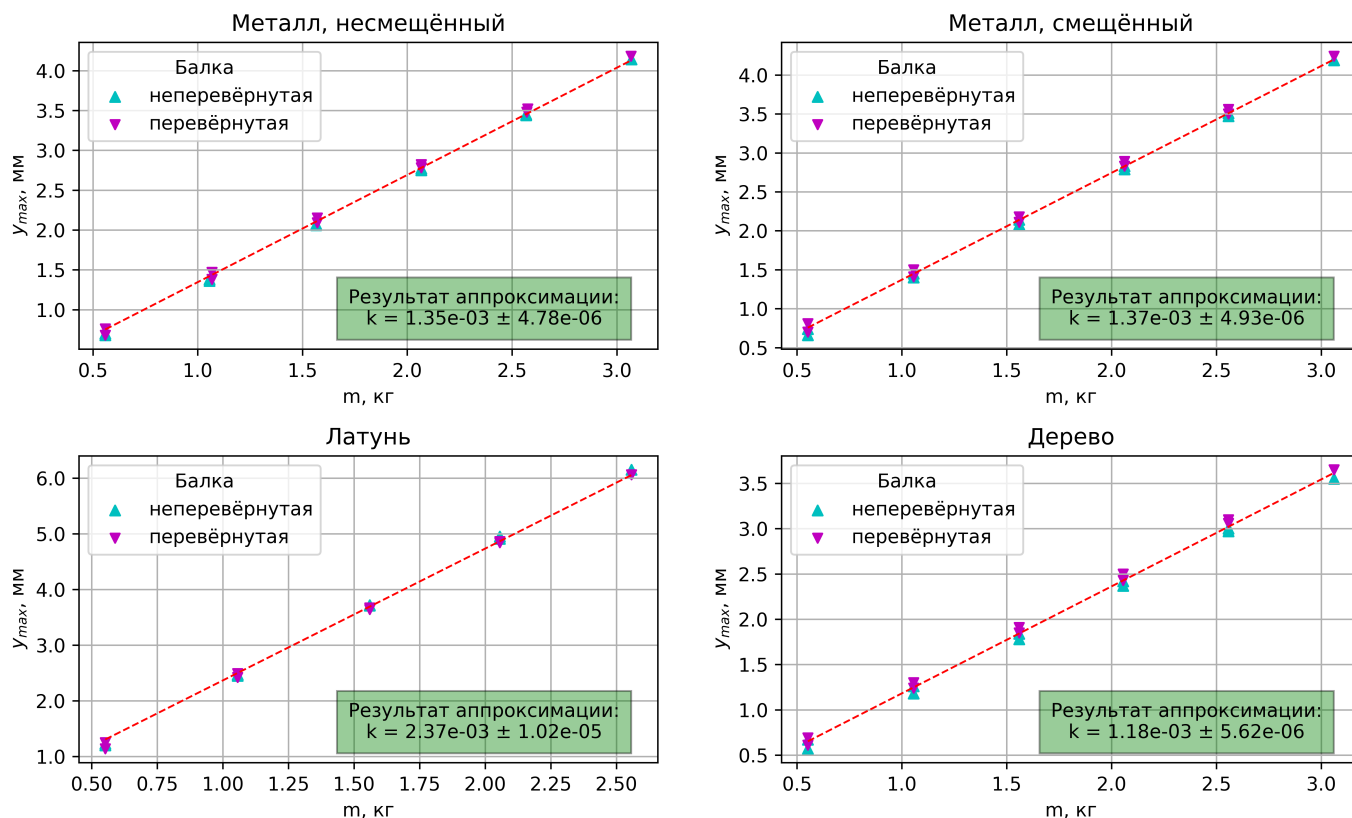 Металл, несмещённый
Балка
неперевёрнутая
перевёрнутая
4.0
3.5
3.0
2.5
2.0
1.5
1.0
y_max, мм
Результат аппроксимации:
k = 1.35e-03 ± 4.78e-06
0.5 1.0 1.5 2.0 2.5 3.0
m, кг
Металл, смещённый
Балка
неперевёрнутая
перевёрнутая
4.0
3.5
3.0
2.5
2.0
1.5
1.0
0.5
y_max, мм
Результат аппроксимации:
k = 1.37e-03 ± 4.93e-06
0.5 1.0 1.5 2.0 2.5 3.0
m, кг
Латунь
Балка
неперевёрнутая
перевёрнутая
6.0
5.0
4.0
3.0
2.0
1.0
y_max, мм
Результат аппроксимации:
k = 2.37e-03 ± 1.02e-05
0.50 0.75 1.00 1.25 1.50 1.75 2.00 2.25 2.50
m, кг
Дерево
Балка
неперевёрнутая
перевёрнутая
3.5
3.0
2.5
2.0
1.5
1.0
0.5
y_max, мм
Результат аппроксимации:
k = 1.18e-03 ± 5.62e-06
0.5 1.0 1.5 2.0 2.5 3.0
m, кг